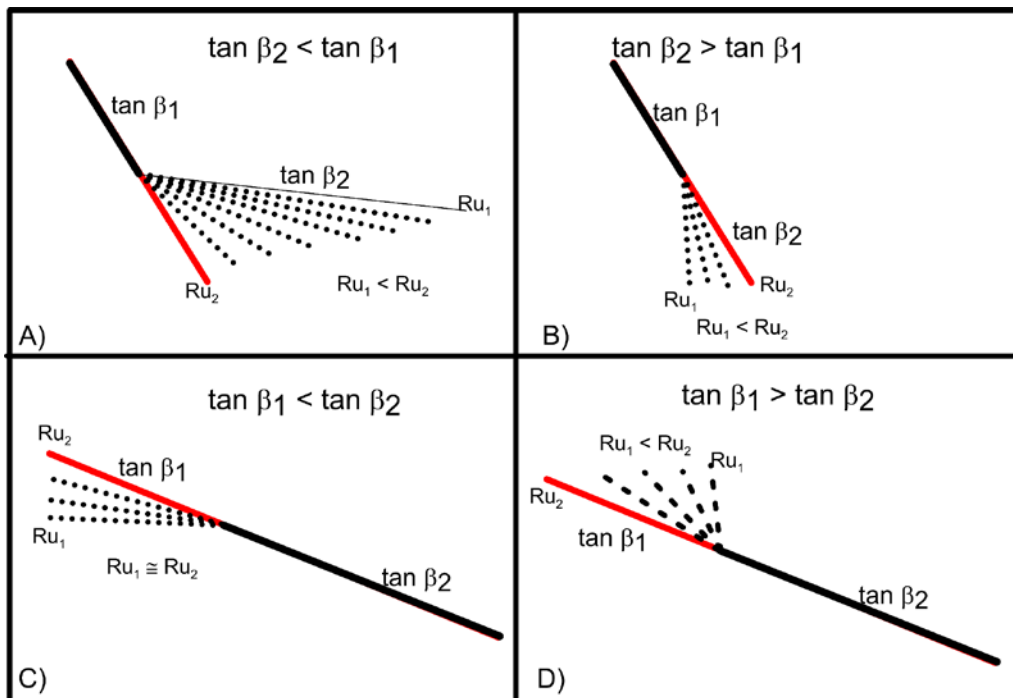 tan β₂ < tan β₁
tan β₁
tan β₂
Ru₁
Ru₂
Ru₁ < Ru₂
A)
tan β₂ > tan β₁
tan β₁
tan β₂
Ru₁
Ru₂
Ru₁ < Ru₂
B)
tan β₁ < tan β₂
Ru₂
tan β₁
Ru₁
Ru₁ ≅ Ru₂
tan β₂
C)
tan β₁ > tan β₂
Ru₁ < Ru₂
Ru₁
Ru₂
tan β₁
tan β₂
D)